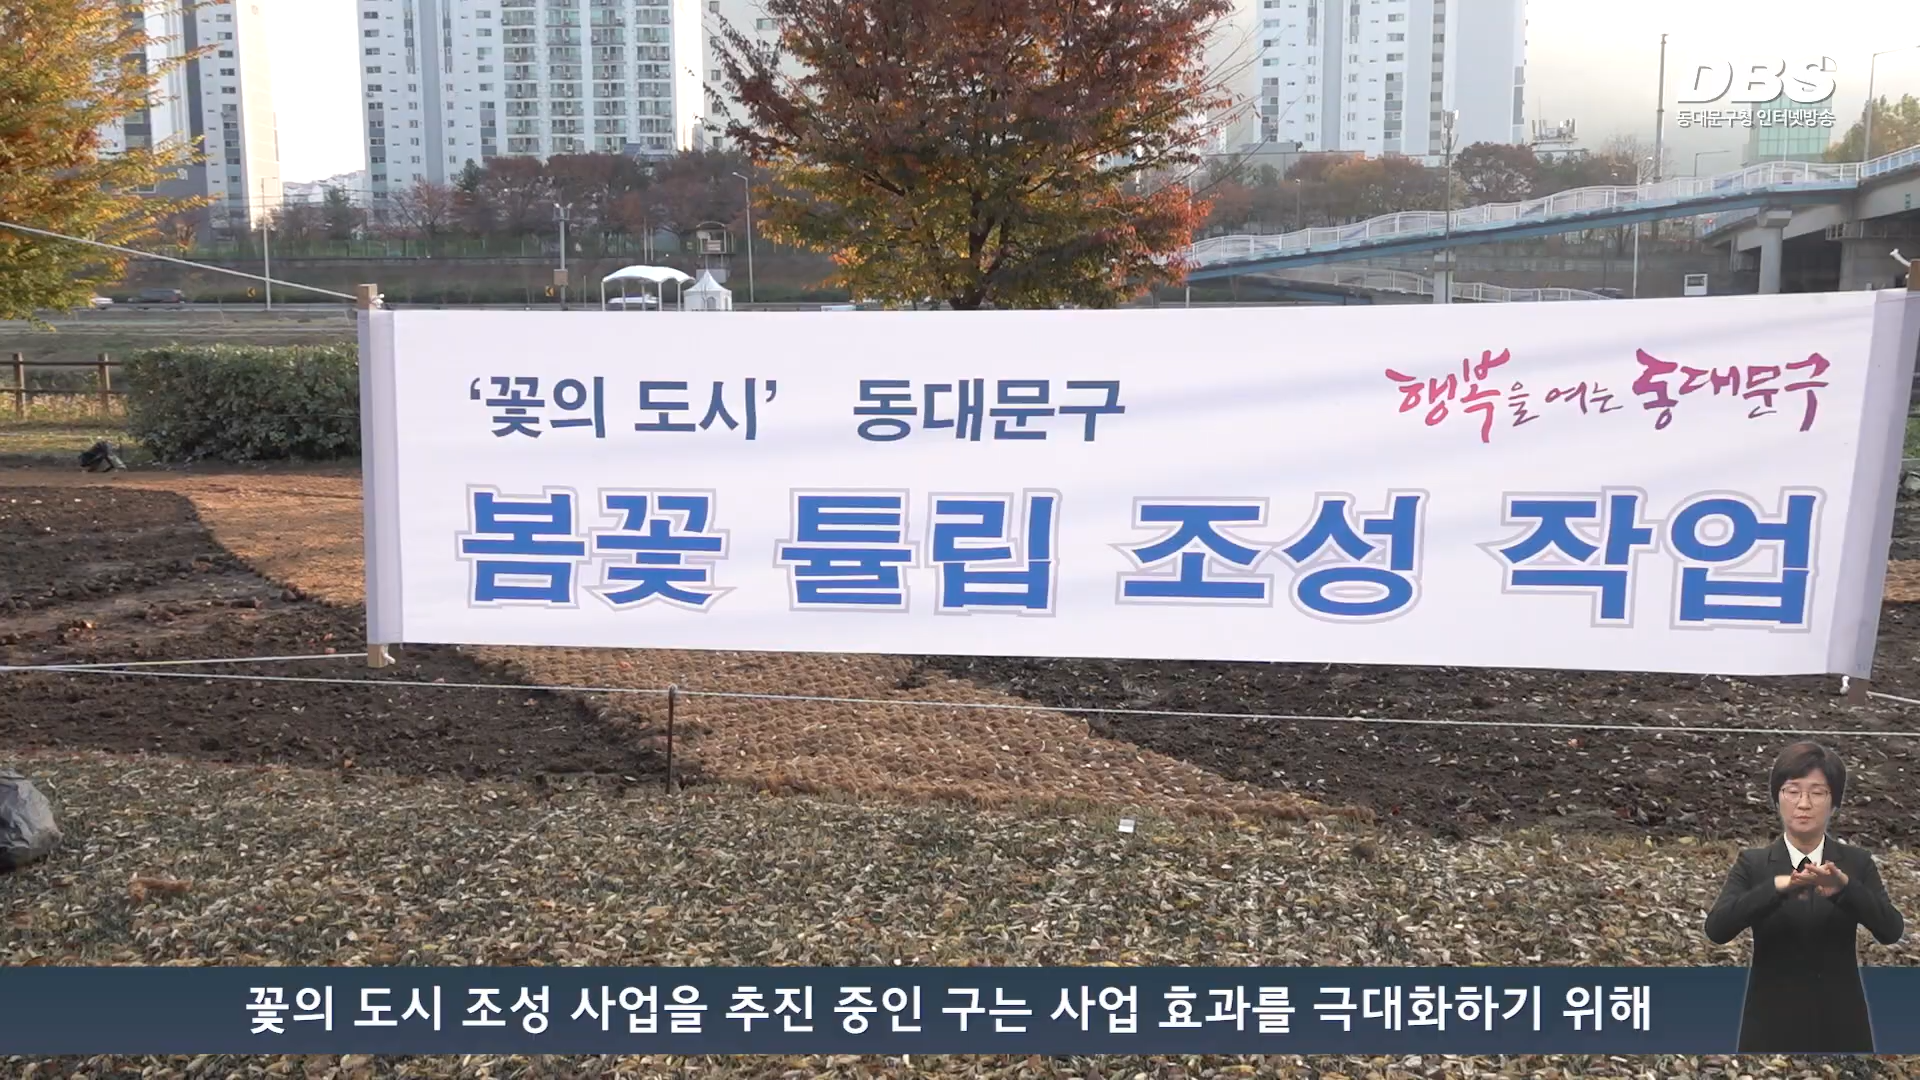 DBS
동대문구청 인터넷방송
‘꽃의 도시’ 동대문구
행복을 여는 동대문구
봄꽃 튤립 조성 작업
꽃의 도시 조성 사업을 추진 중인 구는 사업 효과를 극대화하기 위해